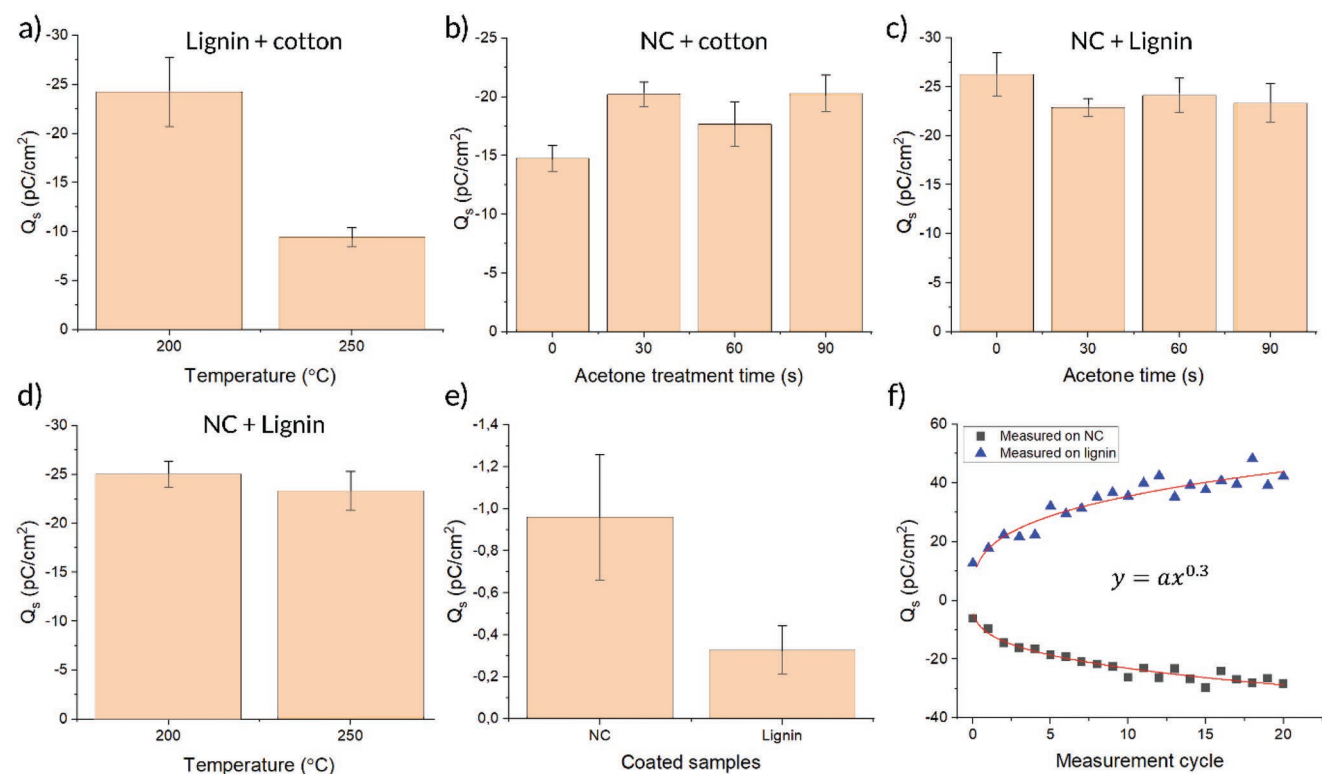 a)
Lignin + cotton
-30
-25
-20
-15
-10
-5
0
Qs (pC/cm²)
200
250
Temperature (°C)
b)
NC + cotton
-25
-20
-15
-10
-5
0
Qs (pC/cm²)
0
30
60
90
Acetone treatment time (s)
c)
NC + Lignin
-30
-25
-20
-15
-10
-5
0
Qs (pC/cm²)
0
30
60
90
Acetone time (s)
d)
NC + Lignin
-30
-25
-20
-15
-10
-5
0
Qs (pC/cm²)
200
250
Temperature (°C)
e)
-1,4
-1,2
-1,0
-0,8
-0,6
-0,4
-0,2
0,0
Qs (pC/cm²)
NC
Lignin
Coated samples
f)
60
40
20
0
-20
-40
Qs (pC/cm²)
Measured on NC
Measured on lignin
y = ax^0.3
0
5
10
15
20
Measurement cycle